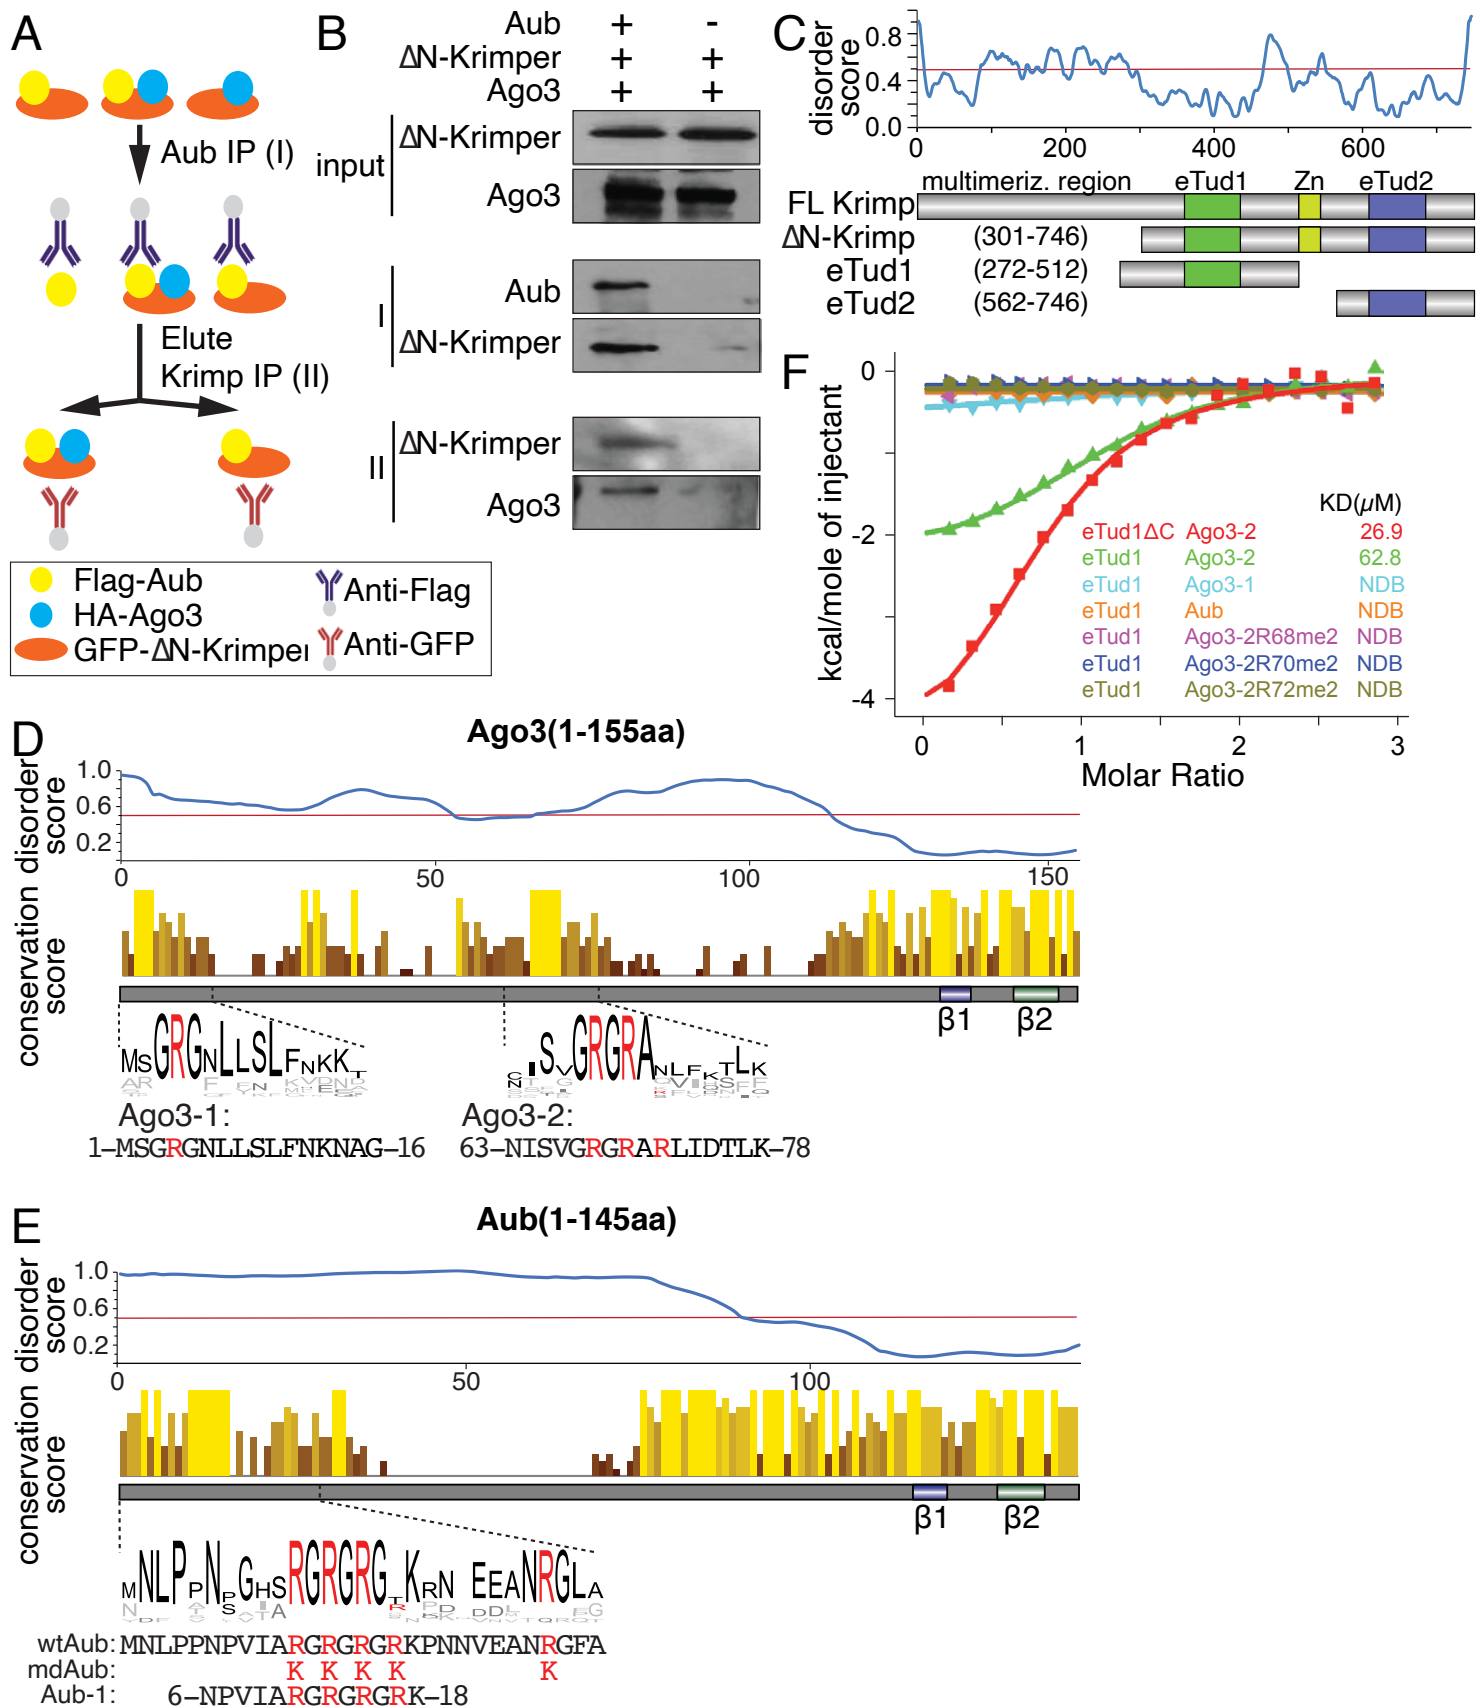 A
Aub IP (I)
Elute
Krimp IP (II)
Flag-Aub
HA-Ago3
GFP-ΔN-Krimper
Anti-Flag
Anti-GFP
B
Aub + -
ΔN-Krimper + +
Ago3 + +
input
ΔN-Krimper
Ago3
I
Aub
ΔN-Krimper
II
ΔN-Krimper
Ago3
C
disorder
score
0.8
0.4
0.0
0 200 400 600
multimeriz. region eTud1 Zn eTud2
FL Krimp
ΔN-Krimp (301-746)
eTud1 (272-512)
eTud2 (562-746)
F
kcal/mole of injectant
0
-2
-4
KD(µM)
eTud1ΔC Ago3-2 26.9
eTud1 Ago3-2 62.8
eTud1 Ago3-1 NDB
eTud1 Aub NDB
eTud1 Ago3-2R68me2 NDB
eTud1 Ago3-2R70me2 NDB
eTud1 Ago3-2R72me2 NDB
0 1 2 3
Molar Ratio
D
Ago3(1-155aa)
disorder
score
1.0
0.6
0.2
0 50 100 150
conservation
score
β1 β2
MSGRGNLLSLFNKK
SVGRGRANLFKTLK
Ago3-1:
1-MSGRGNLLSLFNKNAG-16
Ago3-2:
63-NISVGRGRARLIDTLK-78
E
Aub(1-145aa)
disorder
score
1.0
0.6
0.2
0 50 100
conservation
score
β1 β2
MNLPPNPGHSRGRGRG KRN EEANRGLA
wtAub: MNLPPNPVIARGRGRGRKPNNVEANRGFA
mdAub: K K K K K
Aub-1: 6-NPVIARGRGRGRK-18